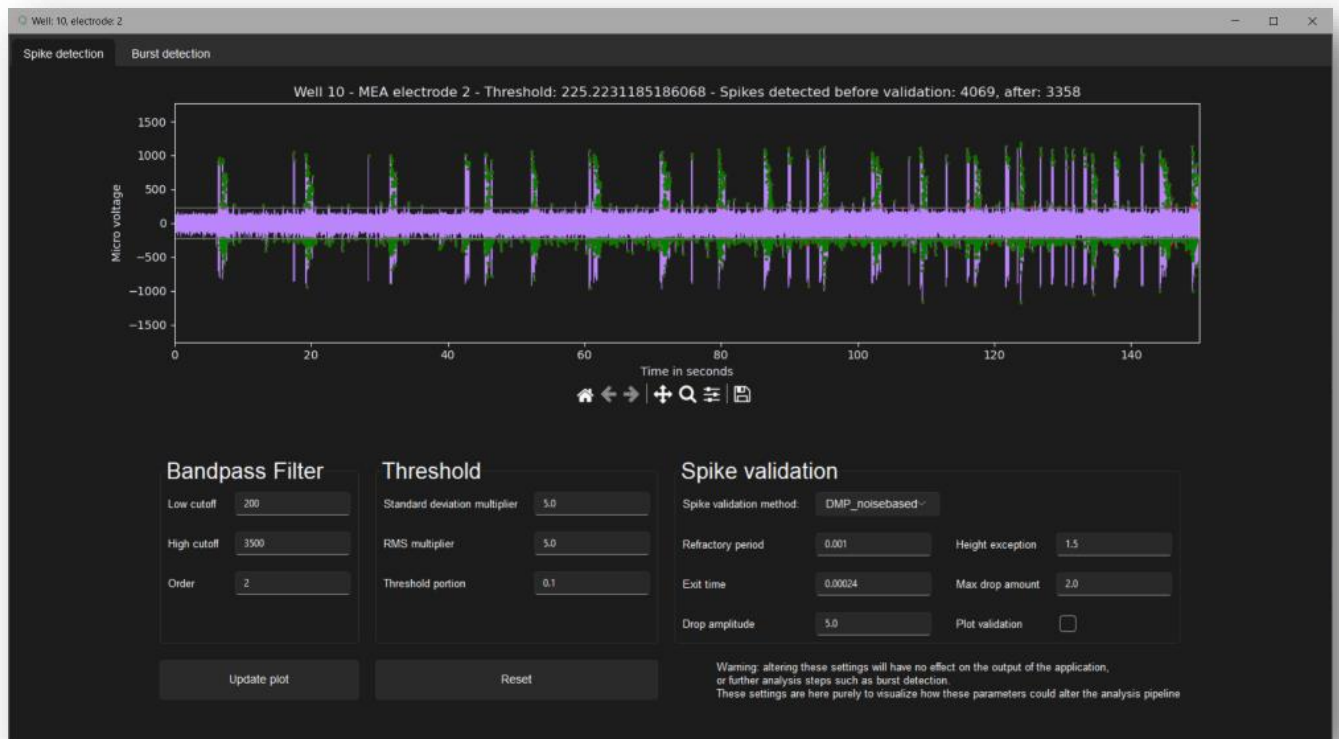 Well: 10, electrode: 2
Spike detection Burst detection
Well 10 - MEA electrode 2 - Threshold: 225.2231185186068 - Spikes detected before validation: 4069, after: 3358
1500
1000
500
0
−500
−1000
−1500
Micro voltage
0 20 40 60 80 100 120 140
Time in seconds
Bandpass Filter
Low cutoff 200
High cutoff 3500
Order 2
Threshold
Standard deviation multiplier 5.0
RMS multiplier 5.0
Threshold portion 0.1
Spike validation
Spike validation method: DMP_noisebased
Refractory period 0.001 Height exception 1.5
Exit time 0.00024 Max drop amount 2.0
Drop amplitude 5.0 Plot validation
Update plot Reset
Warning: altering these settings will have no effect on the output of the application,
or further analysis steps such as burst detection.
These settings are here purely to visualize how these parameters could alter the analysis pipeline